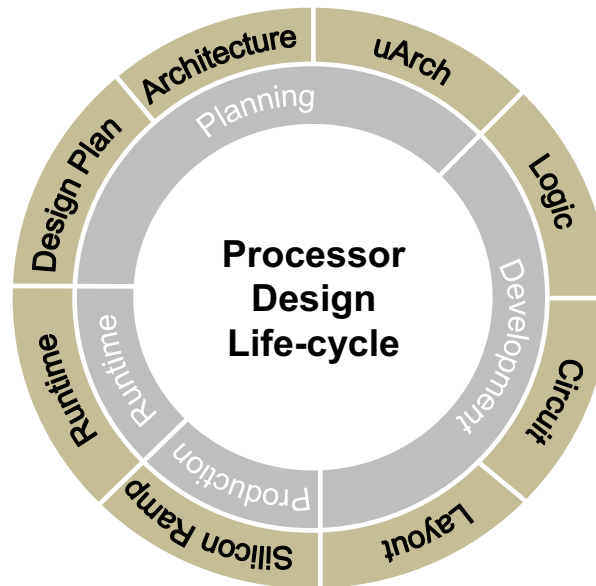 Architecture
uArch
Logic
Circuit
Layout
Silicon Ramp
Runtime
Design Plan
Planning
Development
Production
Runtime
Processor
Design
Life-cycle